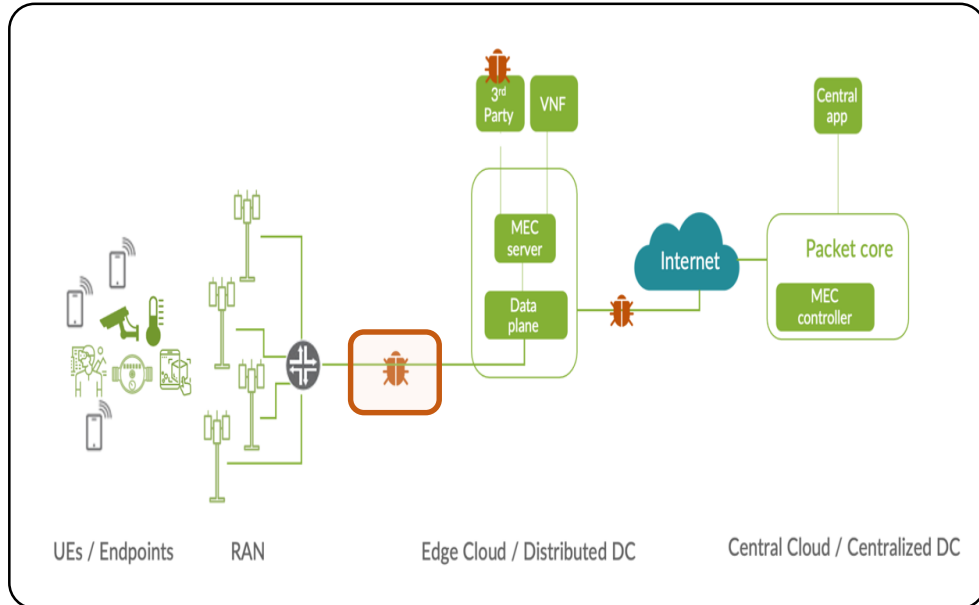 3rd
Party
VNF
Central
app
MEC
server
Internet
Packet core
Data
plane
MEC
controller
UEs / Endpoints
RAN
Edge Cloud / Distributed DC
Central Cloud / Centralized DC